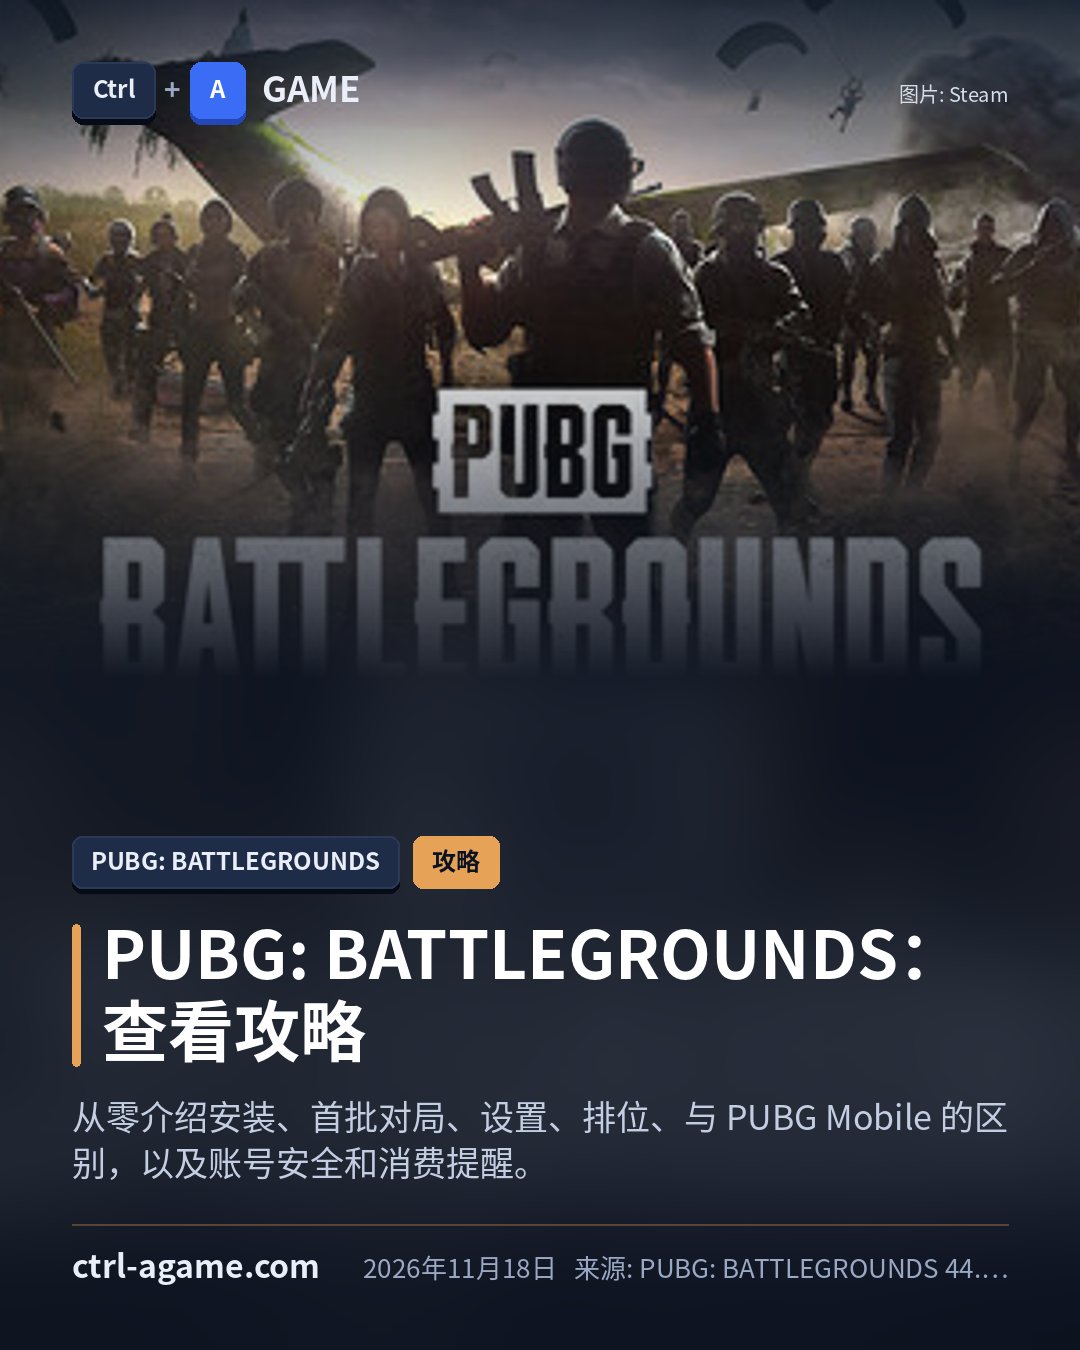 Ctrl + A GAME
图片: Steam
PUBG
BATTLEGROUNDS
PUBG: BATTLEGROUNDS 攻略
PUBG: BATTLEGROUNDS：
查看攻略
从零介绍安装、首批对局、设置、排位、与 PUBG Mobile 的区
别，以及账号安全和消费提醒。
ctrl-agame.com 2026年11月18日 来源: PUBG: BATTLEGROUNDS 44.…